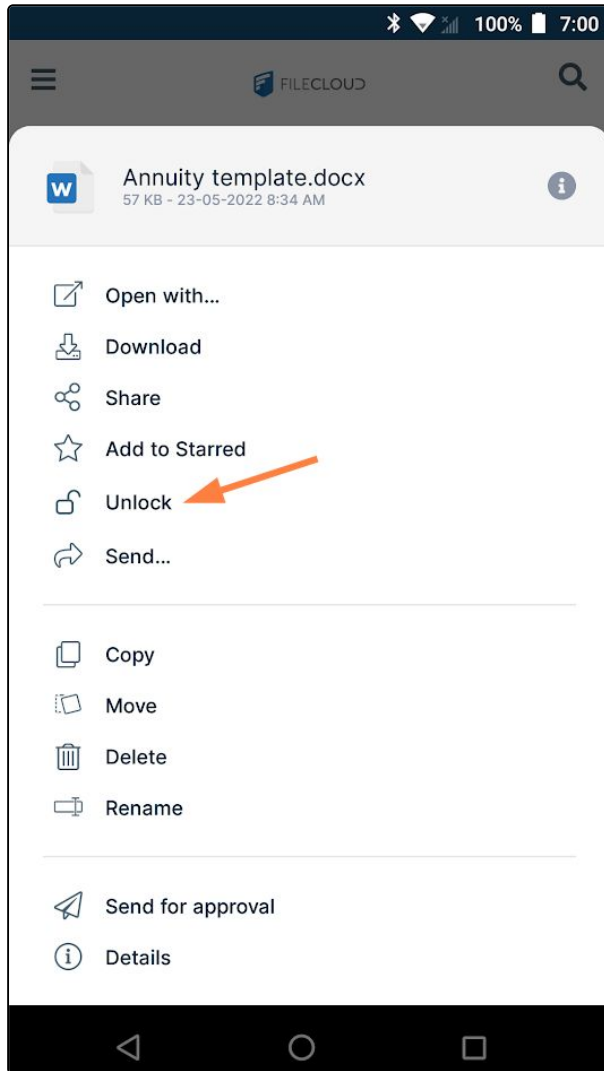 100% 7:00
FILECLOUD
W
Annuity template.docx
57 KB - 23-05-2022 8:34 AM
Open with...
Download
Share
Add to Starred
Unlock
Send...
Copy
Move
Delete
Rename
Send for approval
Details